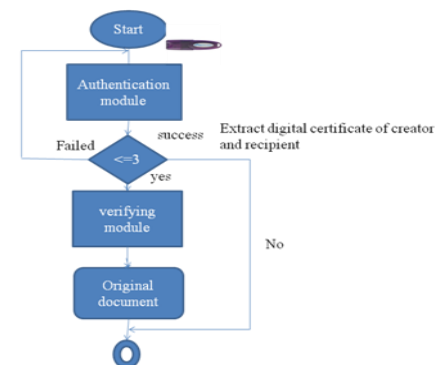 Start
Authentication
module
success
Extract digital certificate of creator
and recipient
Failed
<=3
yes
verifying
module
No
Original
document